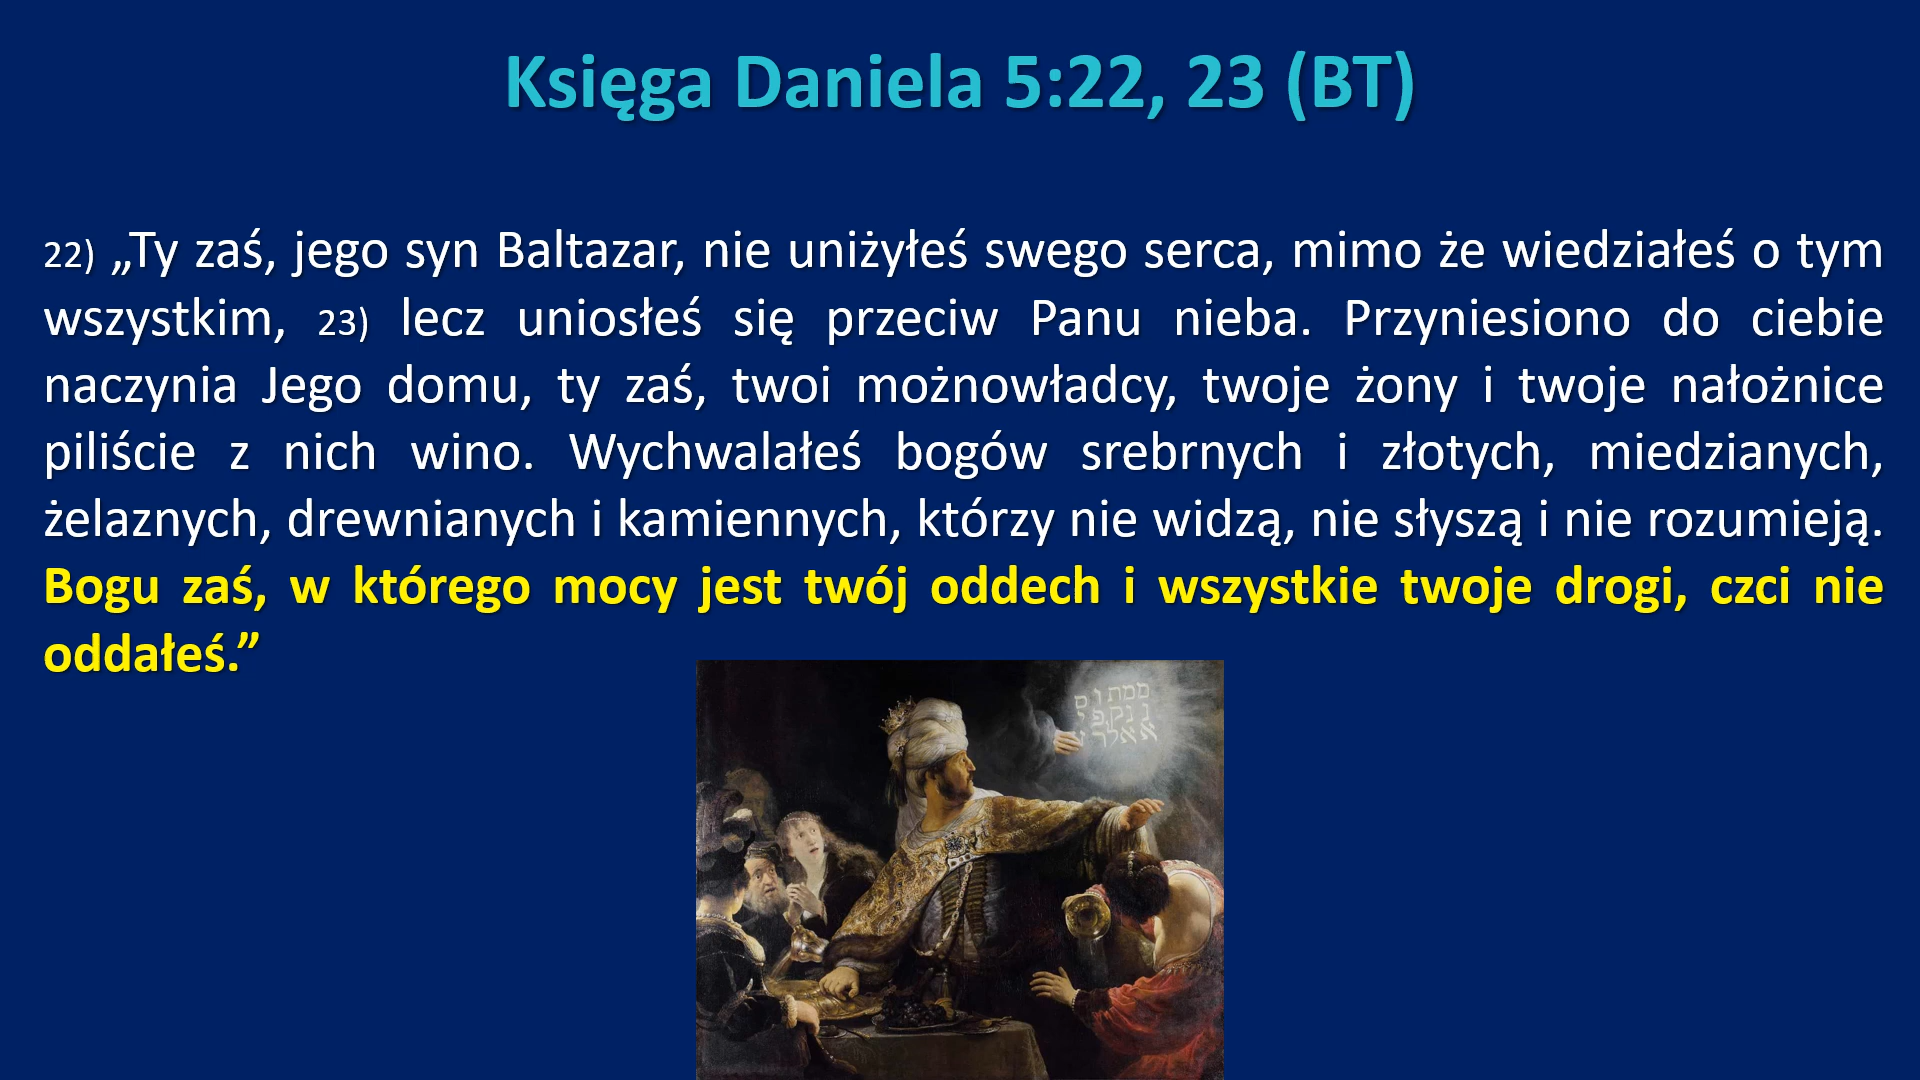 Księga Daniela 5:22, 23 (BT)
22) „Ty zaś, jego syn Baltazar, nie uniżyłeś swego serca, mimo że wiedziałeś o tym
wszystkim, 23) lecz uniosłeś się przeciw Panu nieba. Przyniesiono do ciebie
naczynia Jego domu, ty zaś, twoi możnowładcy, twoje żony i twoje nałożnice
piliście z nich wino. Wychwalałeś bogów srebrnych i złotych, miedzianych,
żelaznych, drewnianych i kamiennych, którzy nie widzą, nie słyszą i nie rozumieją.
Bogu zaś, w którego mocy jest twój oddech i wszystkie twoje drogi, czci nie
oddałeś.”
ממתוס
ננקפי
אאלרן